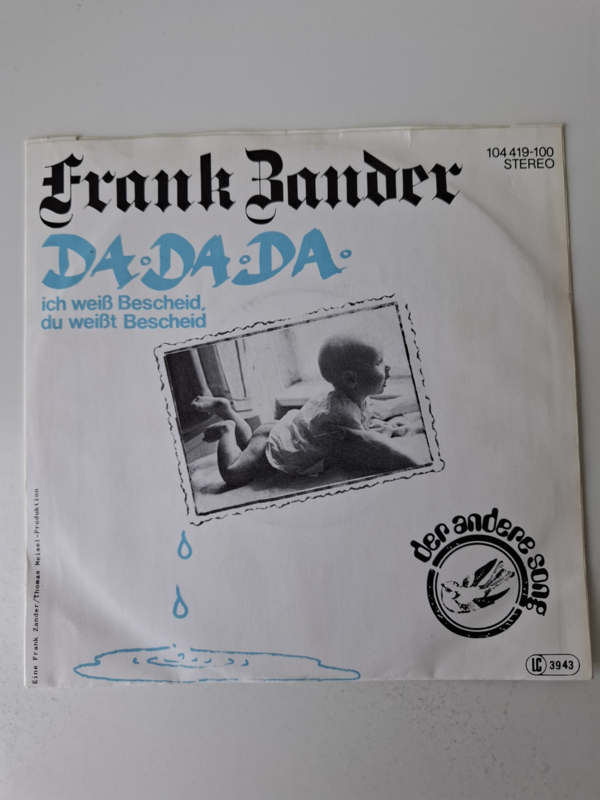 Frank Zander
104 419-100
STEREO
DA·DA·DA·
ich weiß Bescheid,
du weißt Bescheid
der andere song
Eine Frank Zander/Thomas Meisel-Produktion
LC 3943